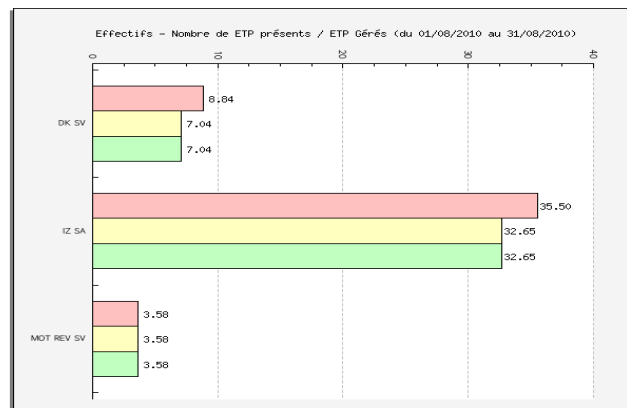 Effectifs - Nombre de ETP présents / ETP Gérés (du 01/08/2010 au 31/08/2010)
0 10 20 30 40
8.84
DK SV 7.04
7.04
35.50
IZ SA 32.65
32.65
3.58
MOT REV SV 3.58
3.58